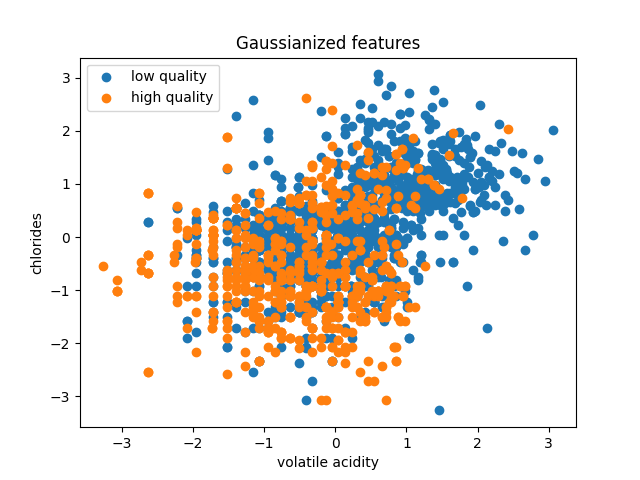 Gaussianized features
low quality
high quality
chlorides
3
2
1
0
−1
−2
−3
−3
−2
−1
0
1
2
3
volatile acidity